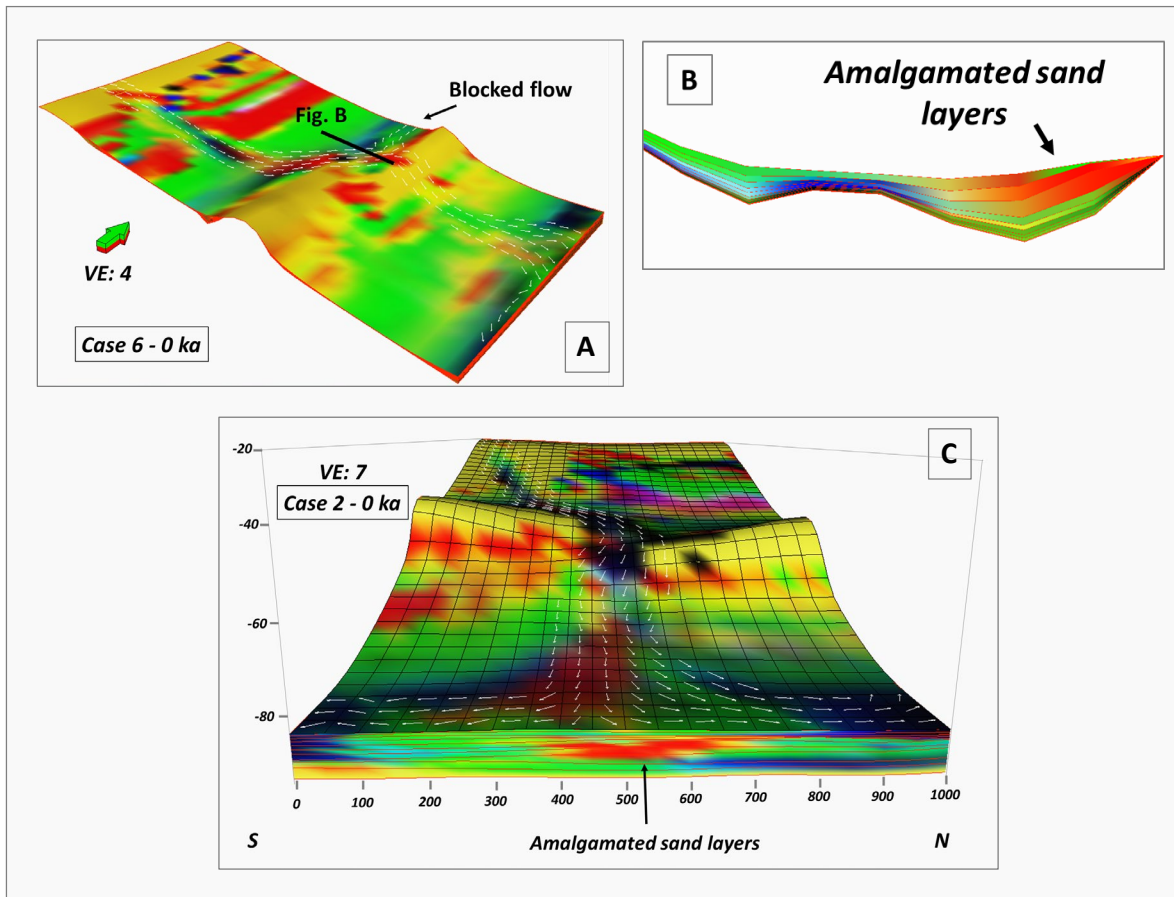 Blocked flow
Fig. B
VE: 4
Case 6 - 0 ka
A
B
Amalgamated sand
layers
C
-20
VE: 7
Case 2 - 0 ka
-40
-60
-80
0 100 200 300 400 500 600 700 800 900 1000
S
Amalgamated sand layers
N